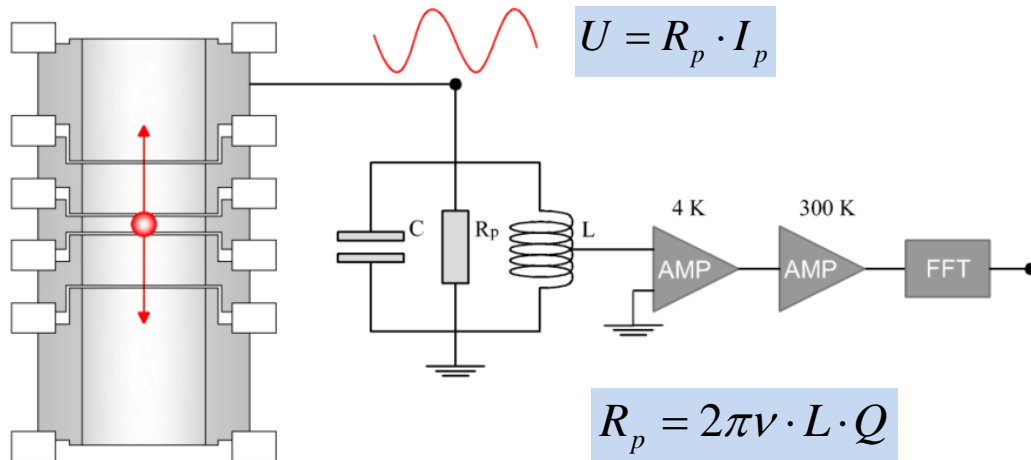 U = R_p · I_p
4 K 300 K
C R_p L
AMP AMP FFT
R_p = 2πν · L · Q